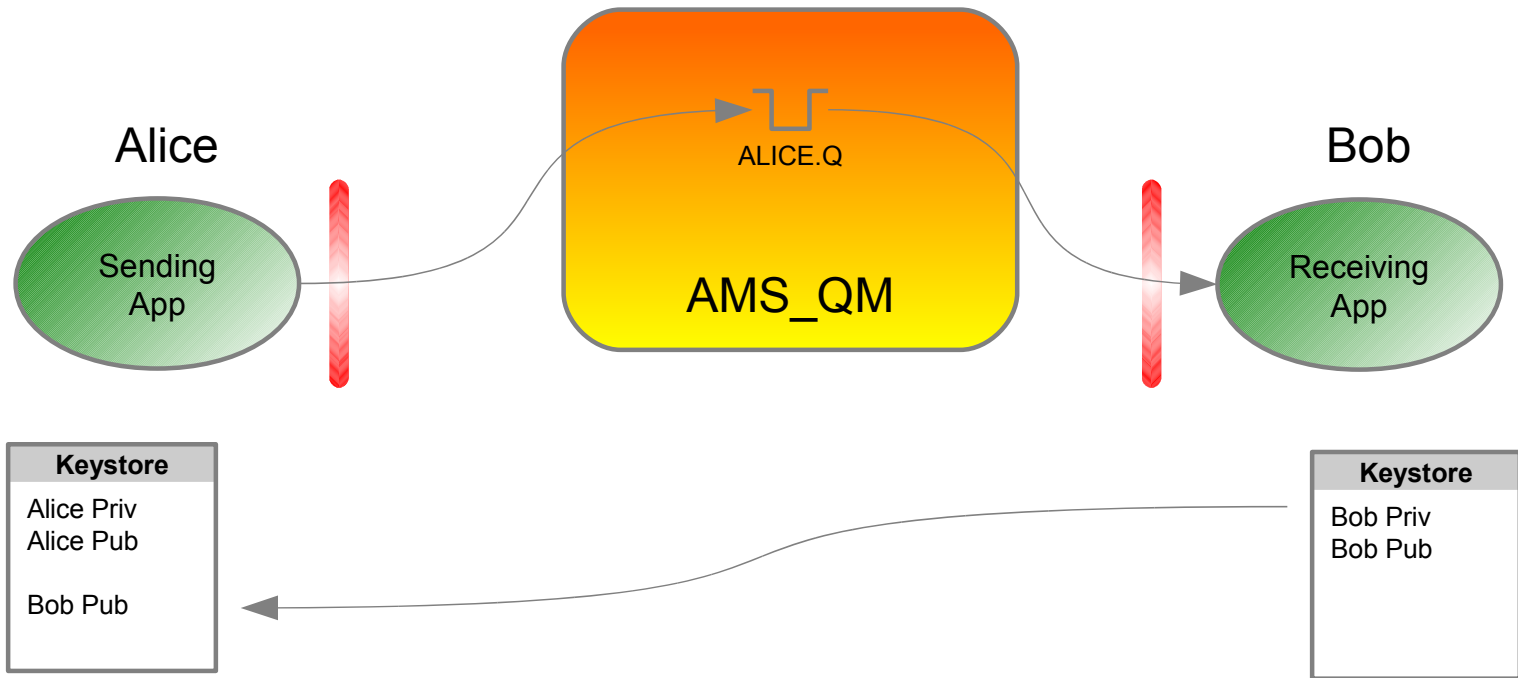 Alice
Sending
App
ALICE.Q
AMS_QM
Bob
Receiving
App
Keystore
Alice Priv
Alice Pub
Bob Pub
Keystore
Bob Priv
Bob Pub